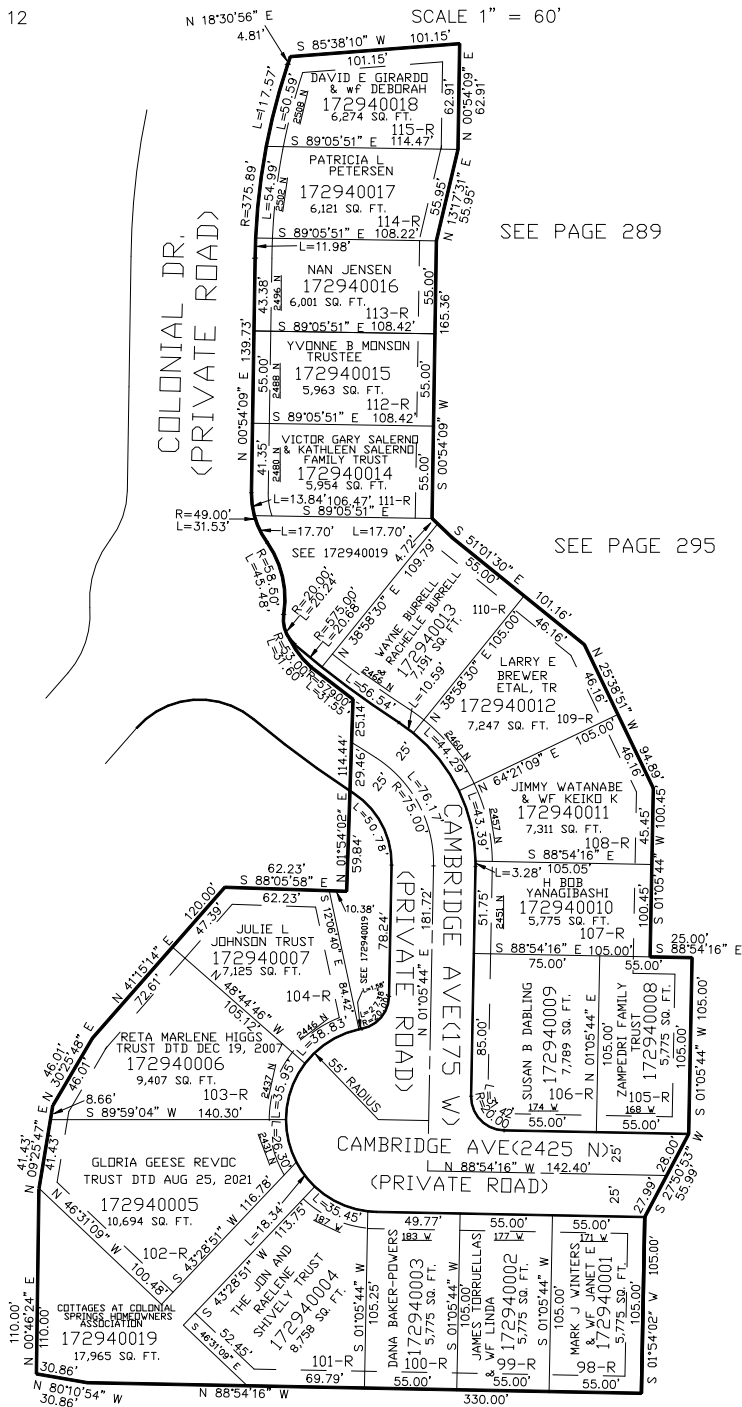 12
SCALE 1" = 60'
N 18°30'56" E
4.81'
S 85°38'10" W 101.15'
101.15'
DAVID E GIRARDO
& wf DEBORAH
172940018
6,274 SQ. FT.
115-R
L=117.57'
L=50.59'
2508 N
62.91'
N 00°54'09" E
62.91'
S 89°05'51" E 114.47'
PATRICIA L
PETERSEN
172940017
6,121 SQ. FT.
114-R
R=375.89'
L=54.99'
2502 N
55.95'
N 13°17'31" E
55.95'
S 89°05'51" E 108.22'
L=11.98'
SEE PAGE 289
NAN JENSEN
172940016
6,001 SQ. FT.
113-R
43.38'
2496 N
55.00'
165.36'
S 89°05'51" E 108.42'
COLONIAL DR.
(PRIVATE ROAD)
YVONNE B MONSON
TRUSTEE
172940015
5,963 SQ. FT.
112-R
N 00°54'09" E 139.73'
55.00'
2488 N
55.00'
S 89°05'51" E 108.42'
S 00°54'09" W
VICTOR GARY SALERNO
& KATHLEEN SALERNO
FAMILY TRUST
172940014
5,954 SQ. FT.
41.35'
2480 N
55.00'
L=13.84' 106.47' 111-R
S 89°05'51" E
R=49.00'
L=31.53'
L=17.70' L=17.70'
SEE 172940019
4.72'
109.79'
S 51°01'30" E
55.00'
101.16'
SEE PAGE 295
R=58.50'
L=45.48'
R=20.00'
L=20.24'
R=575.00'
L=20.68'
N 38°58'30" E
WAYNE BURRELL
& RACHELLE BURRELL
172940013
7,191 SQ. FT.
110-R
2466 N
46.16'
R=53.00'
L=37.60'
L=31.55'
L=56.54'
L=10.59'
N 38°58'30" E 105.00'
LARRY E
BREWER
ETAL, TR
172940012
7,247 SQ. FT.
109-R
46.16'
N 25°38'51" W
94.89'
2460 N
L=44.29'
N 64°21'09" E
105.00'
46.16'
25.14'
114.44'
29.46'
25'
25'
L=76.17'
R=75.00'
L=50.78'
JIMMY WATANABE
& WF KEIKO K
172940011
7,311 SQ. FT.
108-R
L=43.39'
2457 N
45.45'
100.45'
S 88°54'16" E
105.05'
L=3.28'
N 01°54'02" E
59.84'
H BOB
YANAGIBASHI
172940010
5,775 SQ. FT.
107-R
51.75'
2451 N
100.45'
S 01°05'44" W
S 88°54'16" E 105.00'
75.00'
55.00'
25.00'
S 88°54'16" E
CAMBRIDGE AVE(175 W)
(PRIVATE ROAD)
N 01°05'44" E 181.72'
78.24'
62.23'
S 88°05'58" E
62.23'
10.38'
120.00'
47.39'
JULIE L
JOHNSON TRUST
172940007
7,125 SQ. FT.
104-R
S 12°06'40" E
84.42'
SEE 172940019
L=27.38'
R=20.00'
N 41°15'14" E
72.61'
N 48°44'46" W
105.12'
2446 N
L=38.83'
SUSAN B DABLING
172940009
7,789 SQ. FT.
106-R
174 W
55.00'
85.00'
L=31.42'
R=20.00'
N 01°05'44" E
105.00'
ZAMPEDRI FAMILY
TRUST
172940008
5,775 SQ. FT.
105-R
168 W
55.00'
105.00'
S 01°05'44" W 105.00'
RETA MARLENE HIGGS
TRUST DTD DEC 19, 2007
172940006
9,407 SQ. FT.
103-R
46.01'
N 30°25'48" E
46.01'
2437 N
L=35.95'
8.66'
S 89°59'04" W 140.30'
55' RADIUS
41.43'
N 09°25'47" E
41.43'
GLORIA GEESE REVOC
TRUST DTD AUG 25, 2021
172940005
10,694 SQ. FT.
102-R
2431 N
L=26.30'
N 46°31'09" W
100.48'
S 43°28'51" W 116.78'
CAMBRIDGE AVE(2425 N)
N 88°54'16" W 142.40'
(PRIVATE ROAD)
25'
25'
28.00'
27.99'
S 27°50'53" W
55.99'
L=18.34'
113.75'
L=35.45'
187 W
S 43°28'51" W
THE JON AND
RAELENE
SHIVELY TRUST
172940004
8,758 SQ. FT.
101-R
52.45'
S 46°31'09" E
69.79'
49.77'
183 W
S 01°05'44" W
105.25'
DANA BAKER-POWERS
172940003
5,775 SQ. FT.
100-R
55.00'
S 01°05'44" W
55.00'
177 W
105.00'
JAMES TORRUELLAS
& WF LINDA
172940002
5,775 SQ. FT.
99-R
55.00'
S 01°05'44" W
55.00'
171 W
105.00'
MARK J WINTERS
& WF JANET E
172940001
5,775 SQ. FT.
98-R
55.00'
105.00'
S 01°54'02" W 105.00'
COTTAGES AT COLONIAL
SPRINGS HOMEOWNERS
ASSOCIATION
172940019
17,965 SQ. FT.
N 00°46'24" E
110.00'
110.00'
30.86'
N 80°10'54" W
30.86'
N 88°54'16" W
330.00'